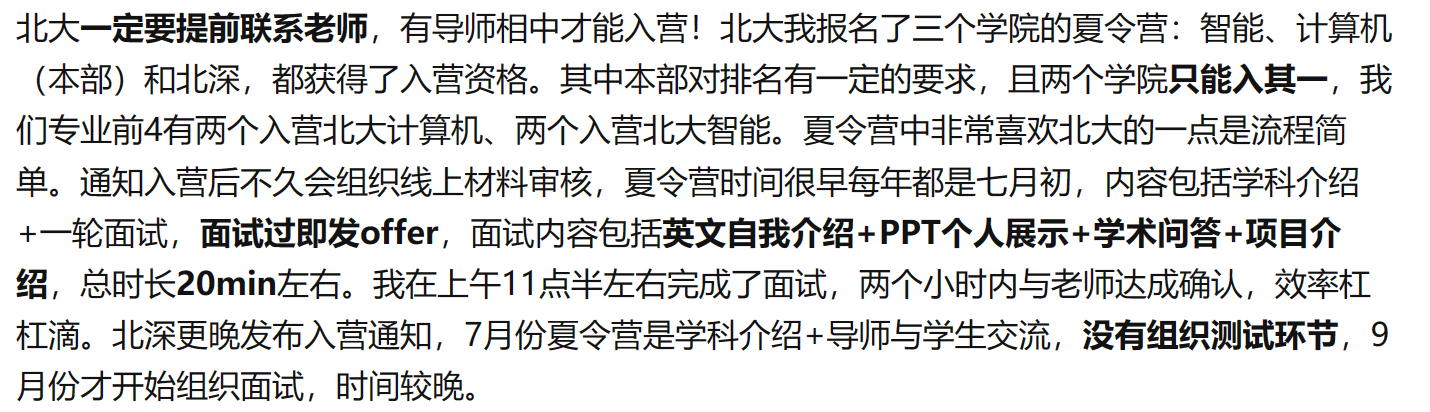 北大一定要提前联系老师，有导师相中才能入营！北大我报名了三个学院的夏令营：智能、计算机
（本部）和北深，都获得了入营资格。其中本部对排名有一定的要求，且两个学院只能入其一，我
们专业前4有两个入营北大计算机、两个入营北大智能。夏令营中非常喜欢北大的一点是流程简
单。通知入营后不久会组织线上材料审核，夏令营时间很早每年都是七月初，内容包括学科介绍
+一轮面试，面试过即发offer，面试内容包括英文自我介绍+PPT个人展示+学术问答+项目介
绍，总时长20min左右。我在上午11点半左右完成了面试，两个小时内与老师达成确认，效率杠
杠滴。北深更晚发布入营通知，7月份夏令营是学科介绍+导师与学生交流，没有组织测试环节，9
月份才开始组织面试，时间较晚。